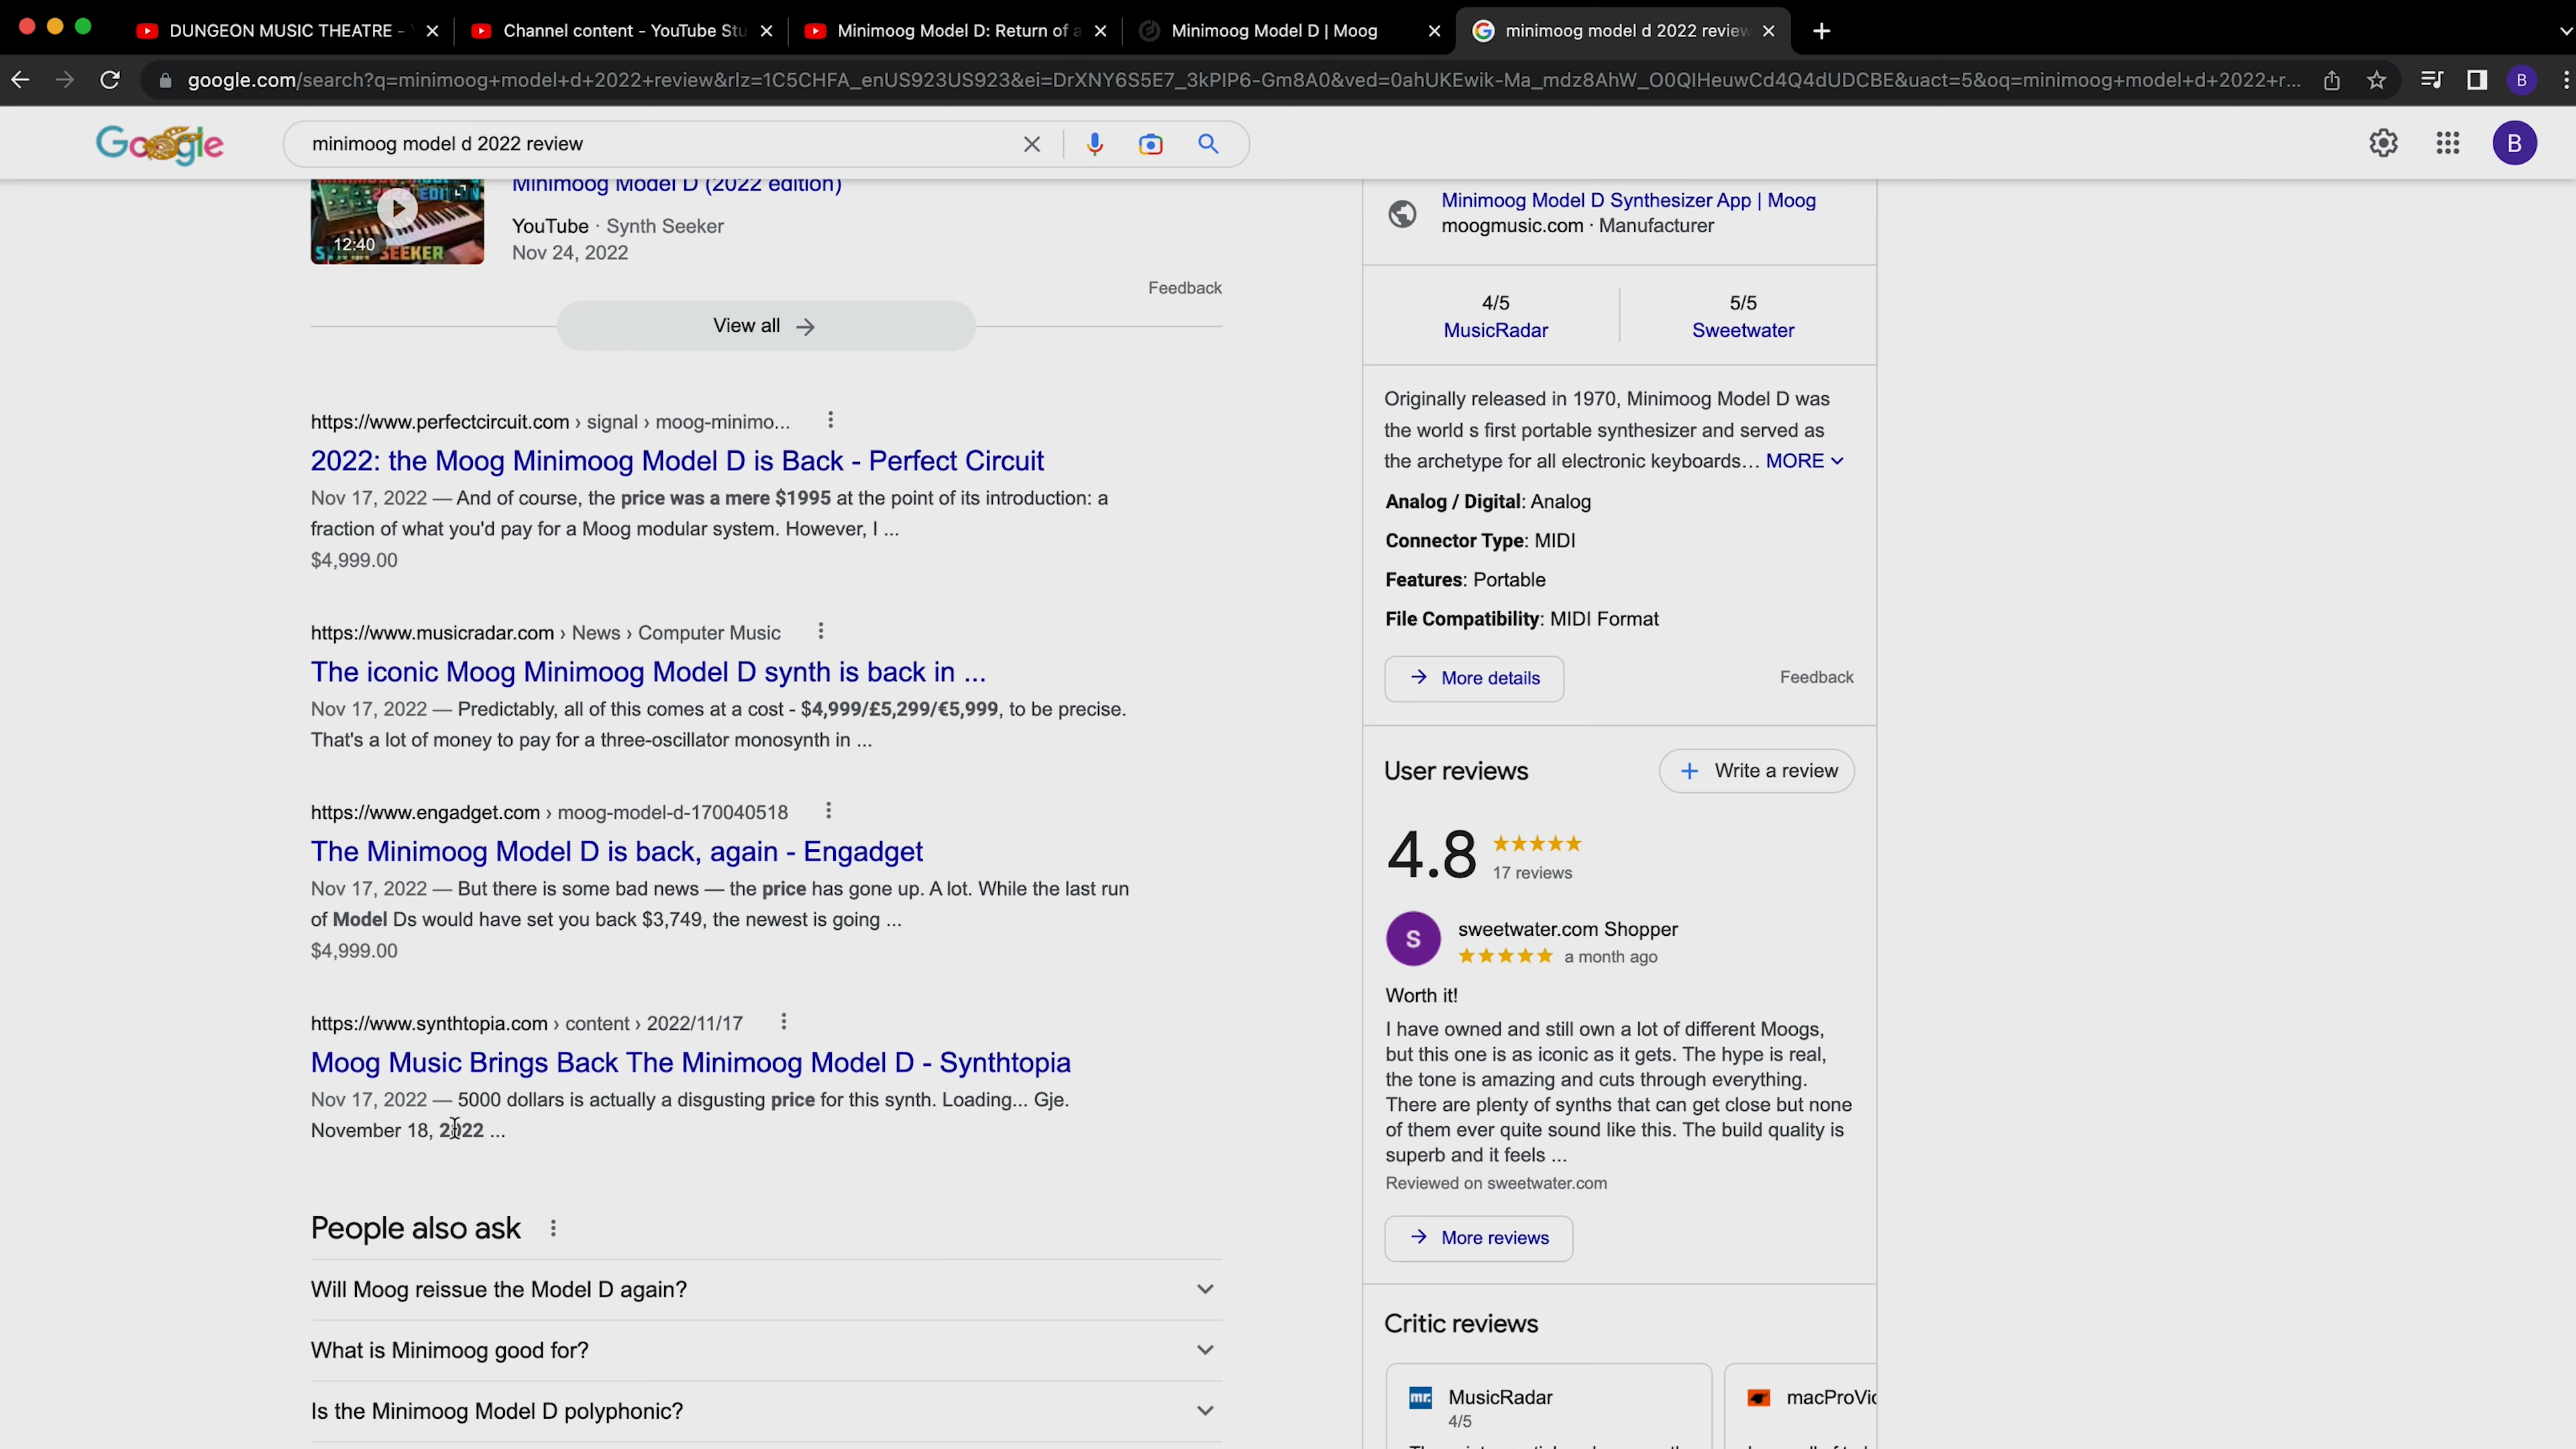 DUNGEON MUSIC THEATRE -
Channel content - YouTube Stu
Minimoog Model D: Return of a
Minimoog Model D | Moog
minimoog model d 2022 review
google.com/search?q=minimoog+model+d+2022+review&rlz=1C5CHFA_enUS923US923&ei=DrXNY6S5E7_3kPIP6-Gm8A0&ved=0ahUKEwik-Ma_mdz8AhW_O0QIHeuwCd4Q4dUDCBE&uact=5&oq=minimoog+model+d+2022+r...
B
Google
minimoog model d 2022 review
B
Minimoog Model D (2022 edition)
YouTube · Synth Seeker
Nov 24, 2022
12:40
2022 EDITION
SYNTH SEEKER
Feedback
View all
https://www.perfectcircuit.com › signal › moog-minimo...
2022: the Moog Minimoog Model D is Back - Perfect Circuit
Nov 17, 2022 — And of course, the price was a mere $1995 at the point of its introduction: a
fraction of what you'd pay for a Moog modular system. However, I ...
$4,999.00
https://www.musicradar.com › News › Computer Music
The iconic Moog Minimoog Model D synth is back in ...
Nov 17, 2022 — Predictably, all of this comes at a cost - $4,999/£5,299/€5,999, to be precise.
That's a lot of money to pay for a three-oscillator monosynth in ...
https://www.engadget.com › moog-model-d-170040518
The Minimoog Model D is back, again - Engadget
Nov 17, 2022 — But there is some bad news — the price has gone up. A lot. While the last run
of Model Ds would have set you back $3,749, the newest is going ...
$4,999.00
https://www.synthtopia.com › content › 2022/11/17
Moog Music Brings Back The Minimoog Model D - Synthtopia
Nov 17, 2022 — 5000 dollars is actually a disgusting price for this synth. Loading... Gje.
November 18, 2022 ...
People also ask
Will Moog reissue the Model D again?
What is Minimoog good for?
Is the Minimoog Model D polyphonic?
Minimoog Model D Synthesizer App | Moog
moogmusic.com · Manufacturer
4/5
MusicRadar
5/5
Sweetwater
Originally released in 1970, Minimoog Model D was
the world s first portable synthesizer and served as
the archetype for all electronic keyboards... MORE
Analog / Digital: Analog
Connector Type: MIDI
Features: Portable
File Compatibility: MIDI Format
More details
Feedback
User reviews
Write a review
4.8
17 reviews
S
sweetwater.com Shopper
a month ago
Worth it!
I have owned and still own a lot of different Moogs,
but this one is as iconic as it gets. The hype is real,
the tone is amazing and cuts through everything.
There are plenty of synths that can get close but none
of them ever quite sound like this. The build quality is
superb and it feels ...
Reviewed on sweetwater.com
More reviews
Critic reviews
mr.
MusicRadar
4/5
macProVic